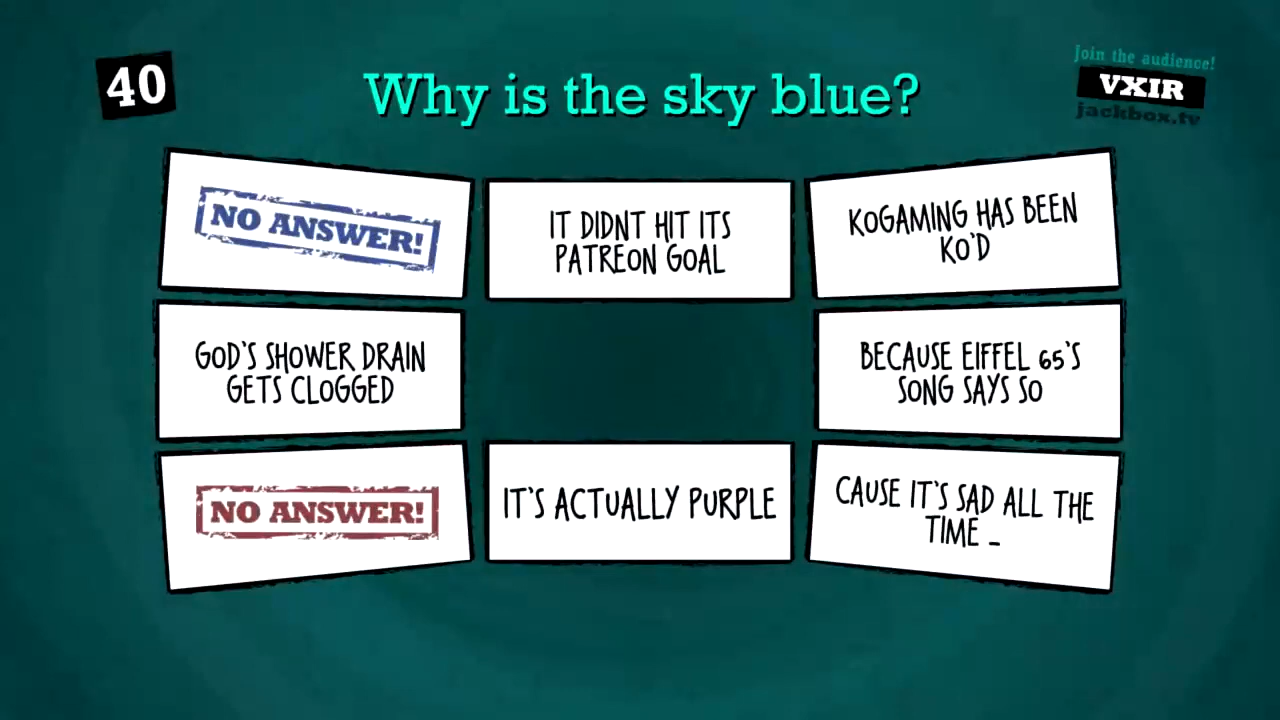 40
Why is the sky blue?
Join the audience!
VXIR
jackbox.tv
NO ANSWER!
IT DIDNT HIT ITS
PATREON GOAL
KOGAMING HAS BEEN
KO'D
GOD'S SHOWER DRAIN
GETS CLOGGED
BECAUSE EIFFEL 65'S
SONG SAYS SO
NO ANSWER!
IT'S ACTUALLY PURPLE
CAUSE IT'S SAD ALL THE
TIME _